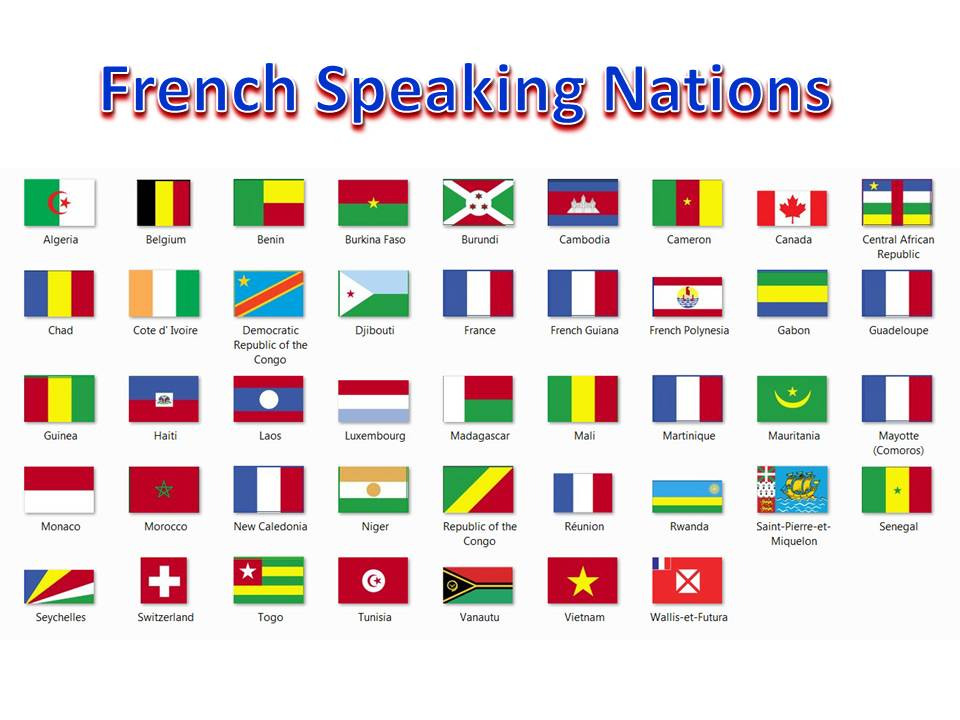 French Speaking Nations
Algeria
Belgium
Benin
Burkina Faso
Burundi
Cambodia
Cameron
Canada
Central African
Republic
Chad
Cote d' Ivoire
Democratic
Republic of the
Congo
Djibouti
France
French Guiana
French Polynesia
Gabon
Guadeloupe
Guinea
Haiti
Laos
Luxembourg
Madagascar
Mali
Martinique
Mauritania
Mayotte
(Comoros)
Monaco
Morocco
New Caledonia
Niger
Republic of the
Congo
Réunion
Rwanda
Saint-Pierre-et-
Miquelon
Senegal
Seychelles
Switzerland
Togo
Tunisia
Vanautu
Vietnam
Wallis-et-Futura